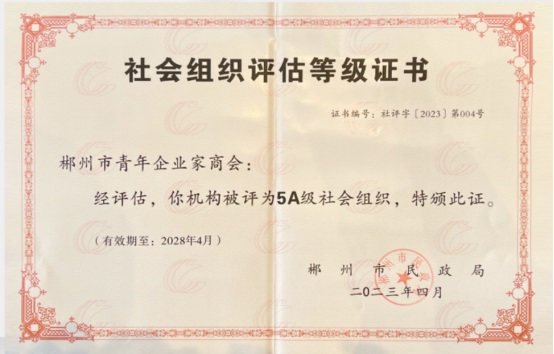 社会组织评估等级证书
证书编号：社评字〔2023〕第004号
郴州市青年企业家商会：
经评估，你机构被评为5A级社会组织，特颁此证。
（有效期至：2028年4月）
郴州市民政局
二〇二三年四月